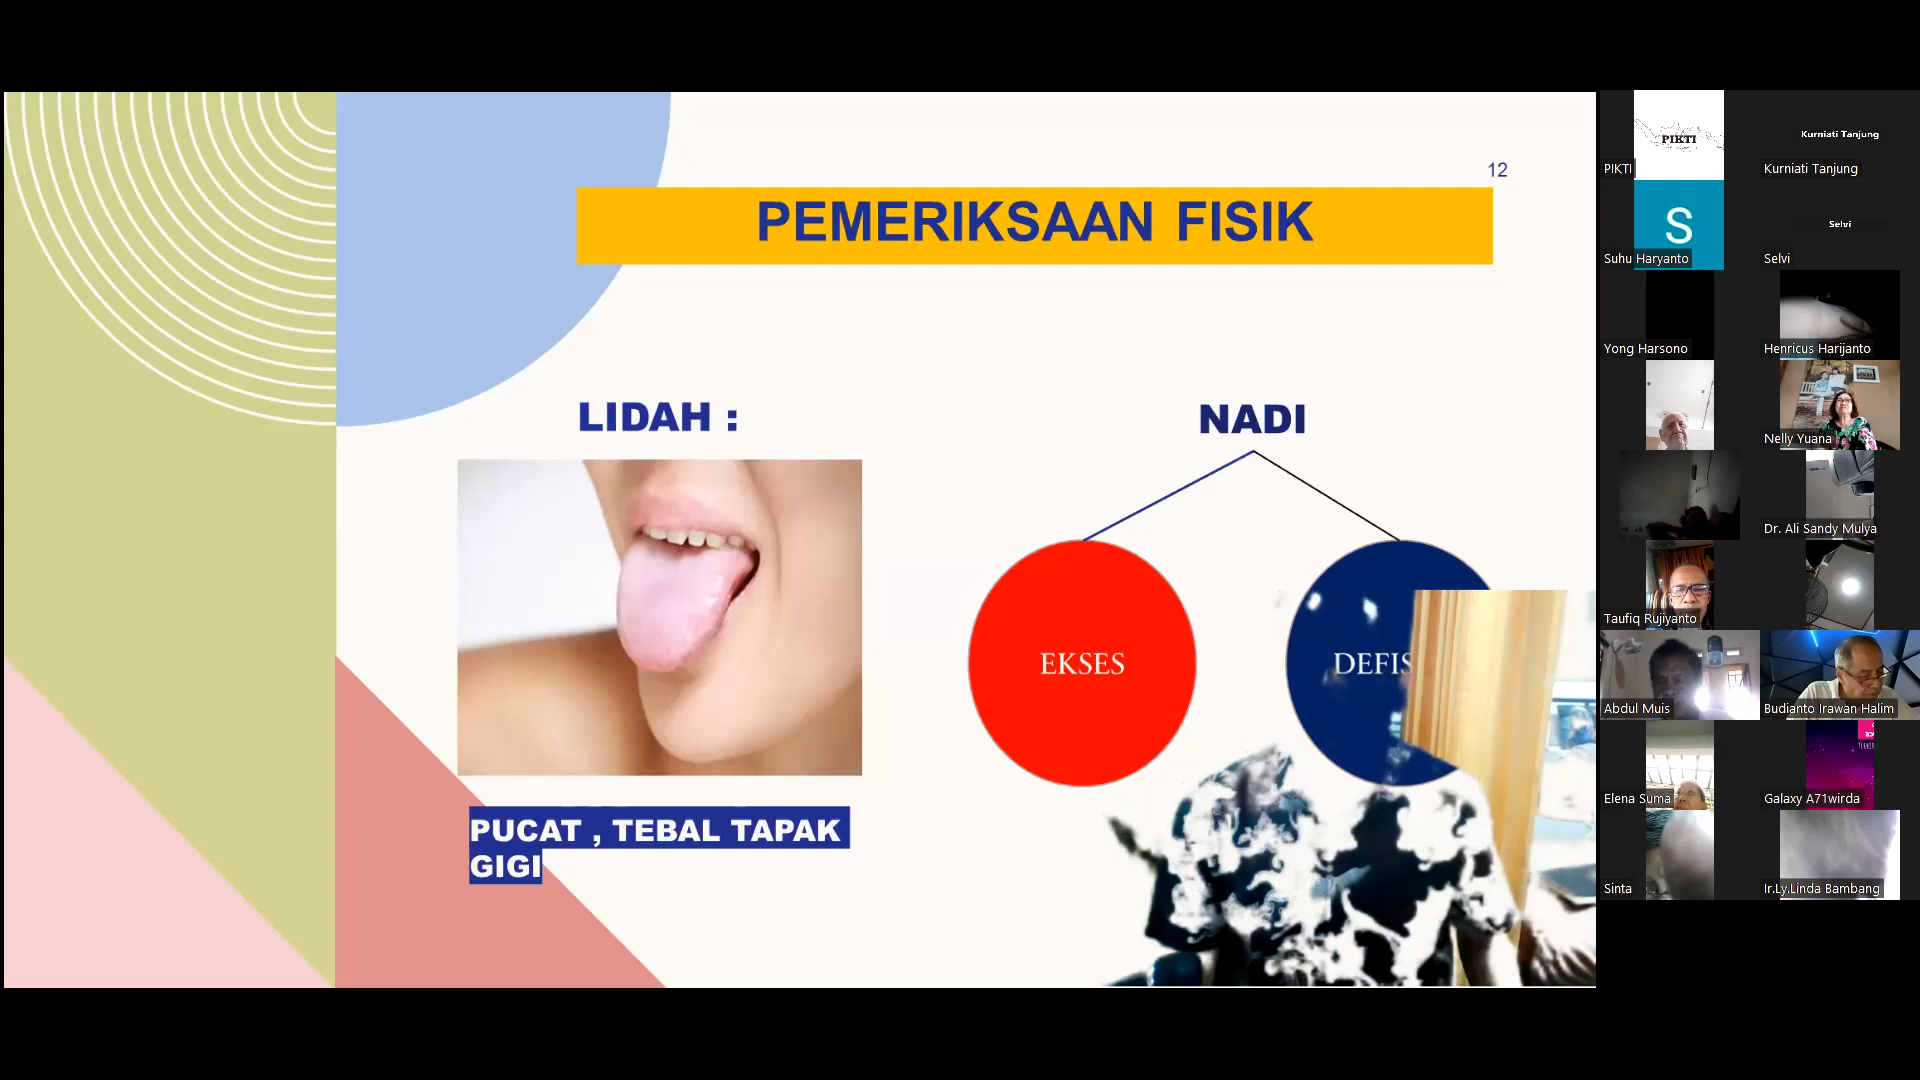 12
PEMERIKSAAN FISIK
LIDAH :
NADI
EKSES
DEFIS
PUCAT , TEBAL TAPAK
GIGI
PIKTI
PIKTI
Kurniati Tanjung
Kurniati Tanjung
S
Suhu Haryanto
Selvi
Selvi
Yong Harsono
Henricus Harijanto
Nelly Yuana
Dr. Ali Sandy Mulya
Taufiq Rujiyanto
Abdul Muis
Budianto Irawan Halim
Elena Suma
Galaxy A71wirda
Sinta
Ir.Ly.Linda Bambang